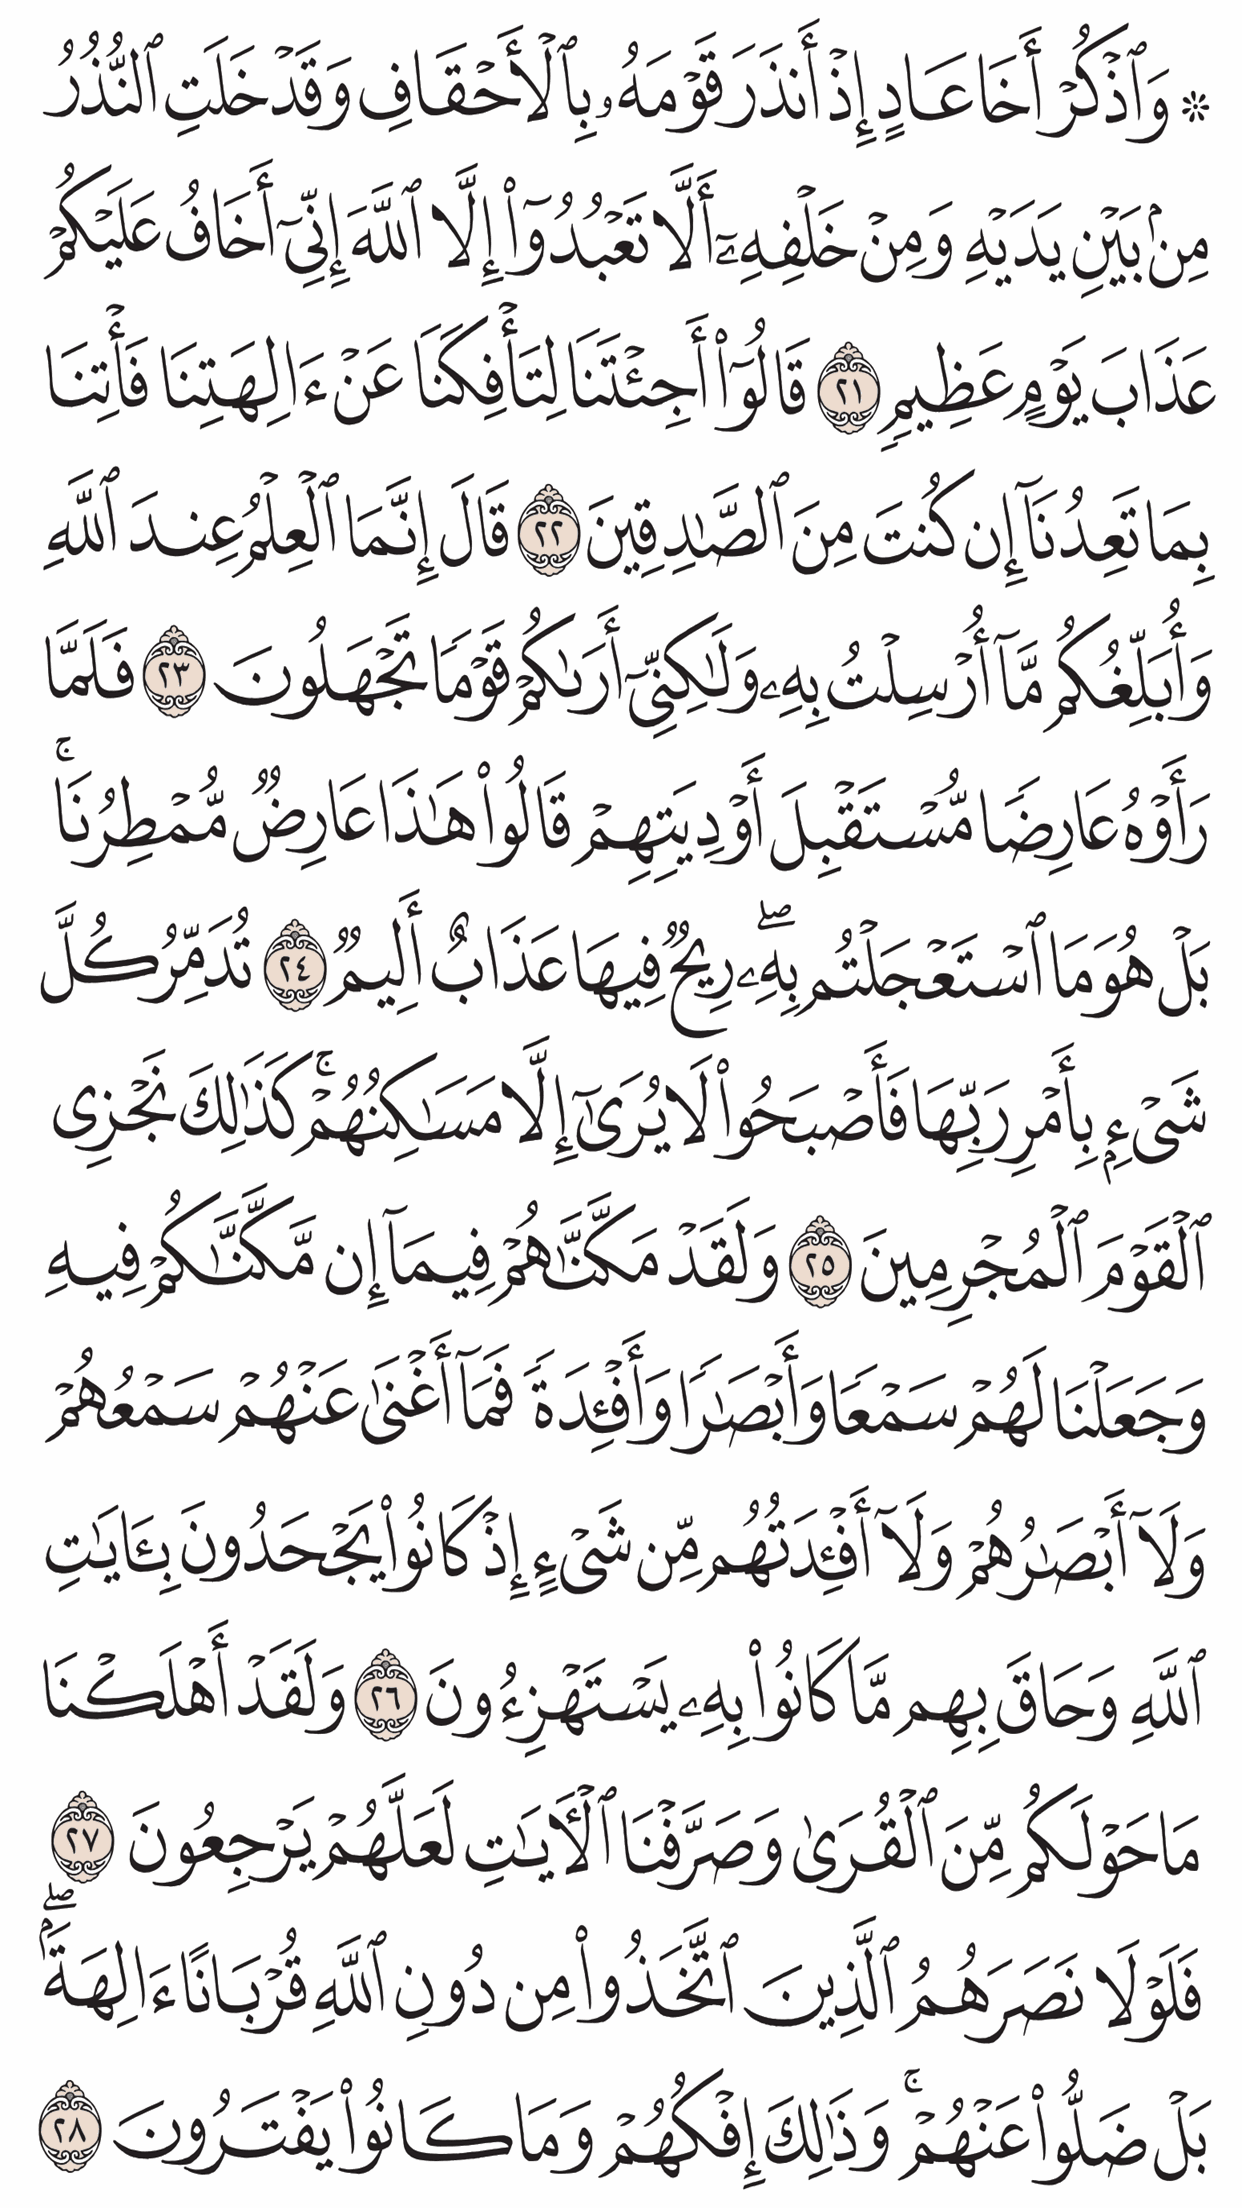 ۞ وَٱذۡكُرۡ أَخَا عَادٍ إِذۡ أَنذَرَ قَوۡمَهُۥ بِٱلۡأَحۡقَافِ وَقَدۡ خَلَتِ ٱلنُّذُرُ
مِنۢ بَيۡنِ يَدَيۡهِ وَمِنۡ خَلۡفِهِۦٓ أَلَّا تَعۡبُدُوٓاْ إِلَّا ٱللَّهَ إِنِّيٓ أَخَافُ عَلَيۡكُمۡ
عَذَابَ يَوۡمٍ عَظِيمٖ ٢١ قَالُوٓاْ أَجِئۡتَنَا لِتَأۡفِكَنَا عَنۡ ءَالِهَتِنَا فَأۡتِنَا
بِمَا تَعِدُنَآ إِن كُنتَ مِنَ ٱلصَّٰدِقِينَ ٢٢ قَالَ إِنَّمَا ٱلۡعِلۡمُ عِندَ ٱللَّهِ
وَأُبَلِّغُكُم مَّآ أُرۡسِلۡتُ بِهِۦ وَلَٰكِنِّيٓ أَرَىٰكُمۡ قَوۡمٗا تَجۡهَلُونَ ٢٣ فَلَمَّا
رَأَوۡهُ عَارِضٗا مُّسۡتَقۡبِلَ أَوۡدِيَتِهِمۡ قَالُواْ هَٰذَا عَارِضٞ مُّمۡطِرُنَاۚ
بَلۡ هُوَ مَا ٱسۡتَعۡجَلۡتُم بِهِۦۖ رِيحٞ فِيهَا عَذَابٌ أَلِيمٞ ٢٤ تُدَمِّرُ كُلَّ
شَيۡءِۭ بِأَمۡرِ رَبِّهَا فَأَصۡبَحُواْ لَا يُرَىٰٓ إِلَّا مَسَٰكِنُهُمۡۚ كَذَٰلِكَ نَجۡزِي
ٱلۡقَوۡمَ ٱلۡمُجۡرِمِينَ ٢٥ وَلَقَدۡ مَكَّنَّٰهُمۡ فِيمَآ إِن مَّكَّنَّٰكُمۡ فِيهِ
وَجَعَلۡنَا لَهُمۡ سَمۡعٗا وَأَبۡصَٰرٗا وَأَفۡـِٔدَةٗ فَمَآ أَغۡنَىٰ عَنۡهُمۡ سَمۡعُهُمۡ
وَلَآ أَبۡصَٰرُهُمۡ وَلَآ أَفۡـِٔدَتُهُم مِّن شَيۡءٍ إِذۡ كَانُواْ يَجۡحَدُونَ بِـَٔايَٰتِ
ٱللَّهِ وَحَاقَ بِهِم مَّا كَانُواْ بِهِۦ يَسۡتَهۡزِءُونَ ٢٦ وَلَقَدۡ أَهۡلَكۡنَا
مَا حَوۡلَكُم مِّنَ ٱلۡقُرَىٰ وَصَرَّفۡنَا ٱلۡأٓيَٰتِ لَعَلَّهُمۡ يَرۡجِعُونَ ٢٧
فَلَوۡلَا نَصَرَهُمُ ٱلَّذِينَ ٱتَّخَذُواْ مِن دُونِ ٱللَّهِ قُرۡبَانًا ءَالِهَةَۢۖ
بَلۡ ضَلُّواْ عَنۡهُمۡۚ وَذَٰلِكَ إِفۡكُهُمۡ وَمَا كَانُواْ يَفۡتَرُونَ ٢٨